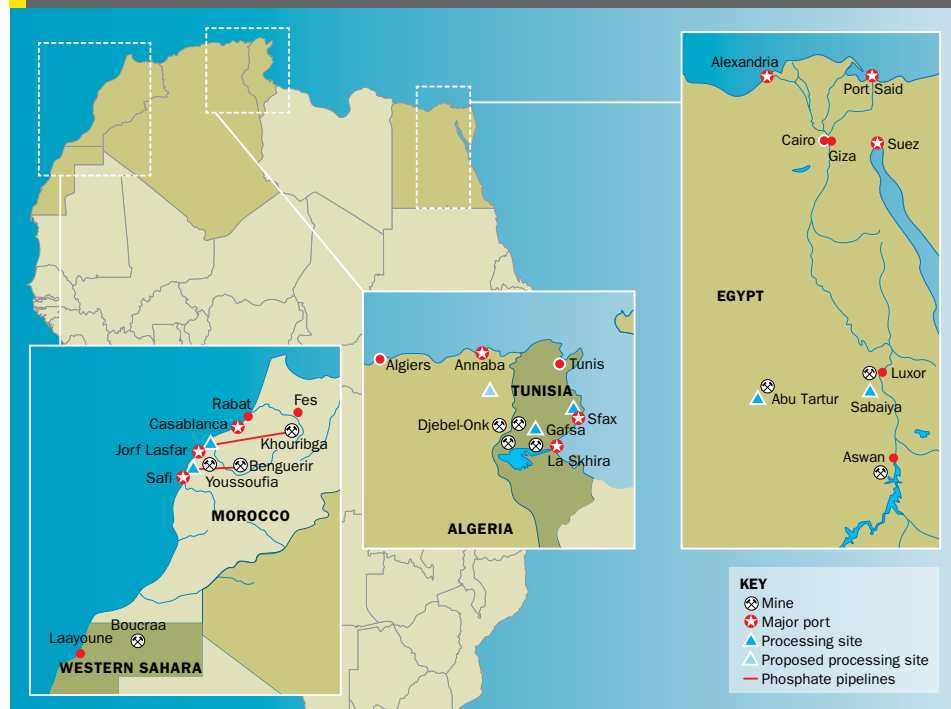 Alexandria
Port Said
Cairo
Giza
Suez
EGYPT
Luxor
Abu Tartur
Sabaiya
Aswan
Algiers
Annaba
Tunis
TUNISIA
Djebel-Onk
Sfax
Gafsa
La Skhira
ALGERIA
Rabat
Fes
Casablanca
Khouribga
Jorf Lasfar
Benguerir
Safi
Youssoufia
MOROCCO
Boucraa
Laayoune
WESTERN SAHARA
KEY
Mine
Major port
Processing site
Proposed processing site
Phosphate pipelines